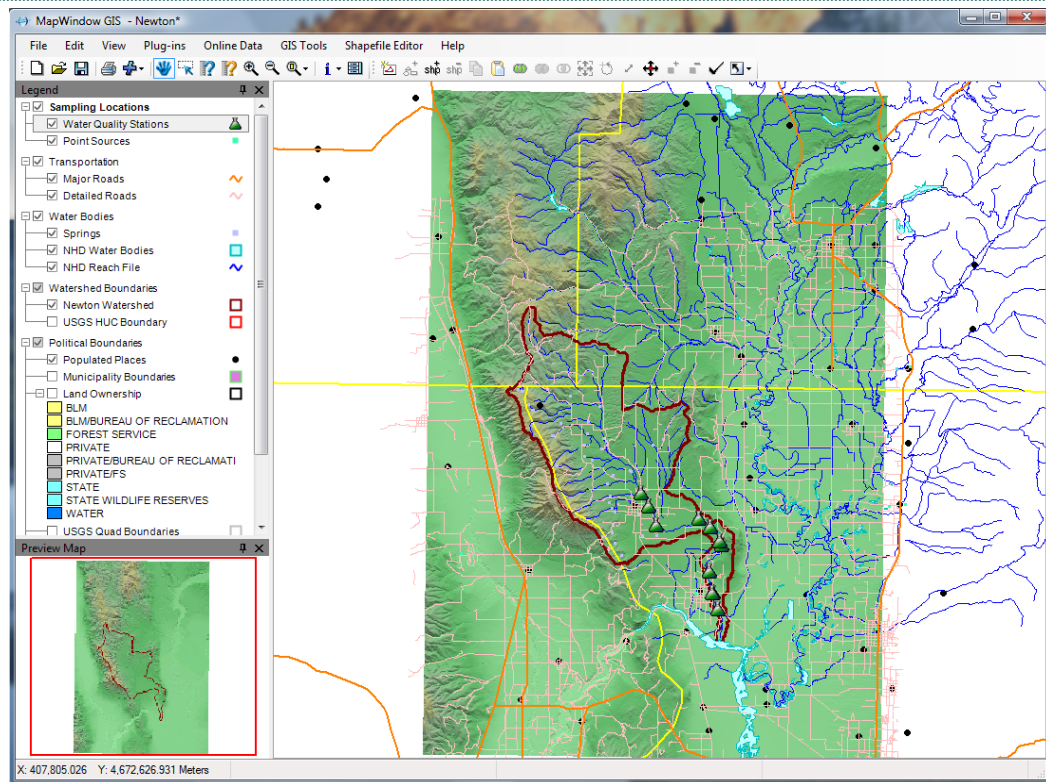 MapWindow GIS - Newton*
File Edit View Plug-ins Online Data GIS Tools Shapefile Editor Help
shp shp
Legend
Sampling Locations
Water Quality Stations
Point Sources
Transportation
Major Roads
Detailed Roads
Water Bodies
Springs
NHD Water Bodies
NHD Reach File
Watershed Boundaries
Newton Watershed
USGS HUC Boundary
Political Boundaries
Populated Places
Municipality Boundaries
Land Ownership
BLM
BLM/BUREAU OF RECLAMATION
FOREST SERVICE
PRIVATE
PRIVATE/BUREAU OF RECLAMATI
PRIVATE/FS
STATE
STATE WILDLIFE RESERVES
WATER
USGS Quad Boundaries
Preview Map
X: 407,805.026 Y: 4,672,626.931 Meters